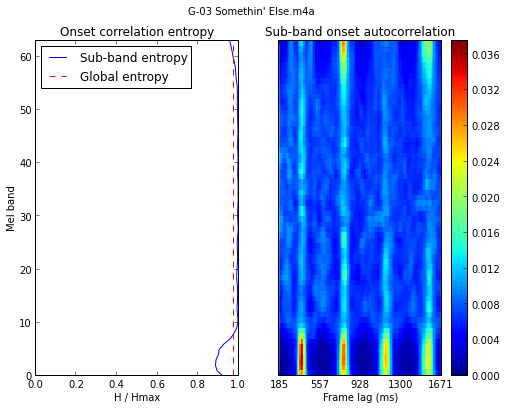 G-03 Somethin' Else.m4a
Onset correlation entropy
Sub-band onset autocorrelation
Sub-band entropy
Global entropy
Mel band
60
50
40
30
20
10
0
0.0 0.2 0.4 0.6 0.8 1.0
H / Hmax
185 557 928 1300 1671
Frame lag (ms)
0.036
0.032
0.028
0.024
0.020
0.016
0.012
0.008
0.004
0.000